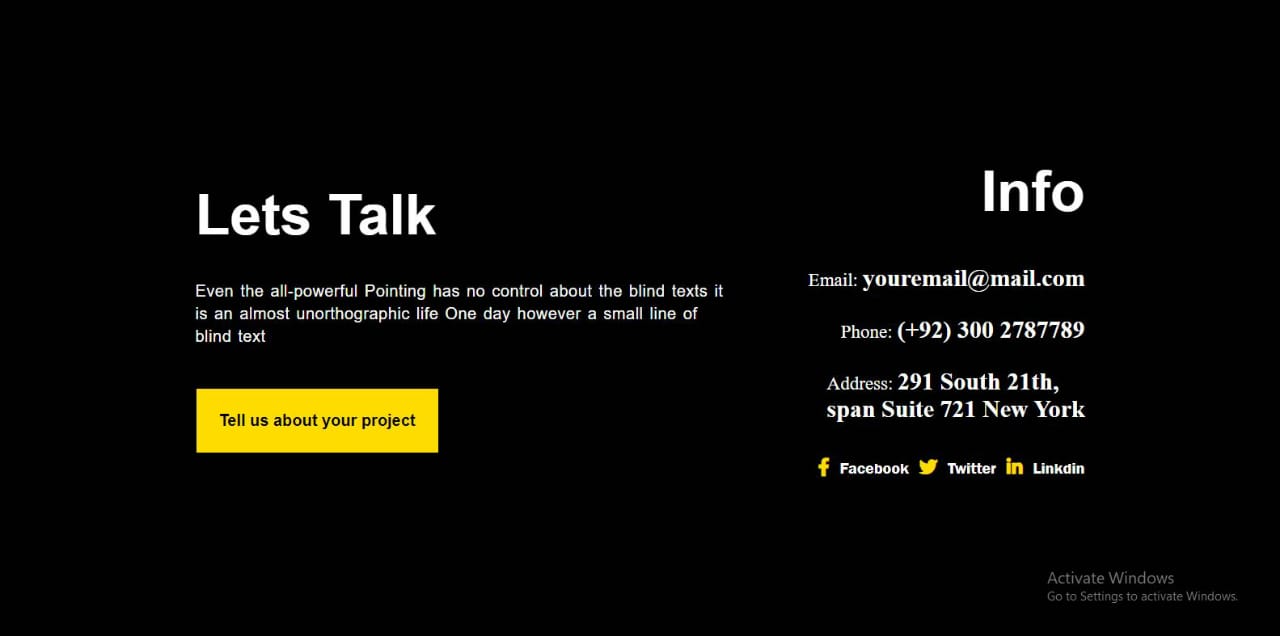 Lets Talk
Even the all-powerful Pointing has no control about the blind texts it
is an almost unorthographic life One day however a small line of
blind text
Tell us about your project
Info
Email: youremail@mail.com
Phone: (+92) 300 2787789
Address: 291 South 21th,
span Suite 721 New York
Facebook Twitter Linkdin
Activate Windows
Go to Settings to activate Windows.